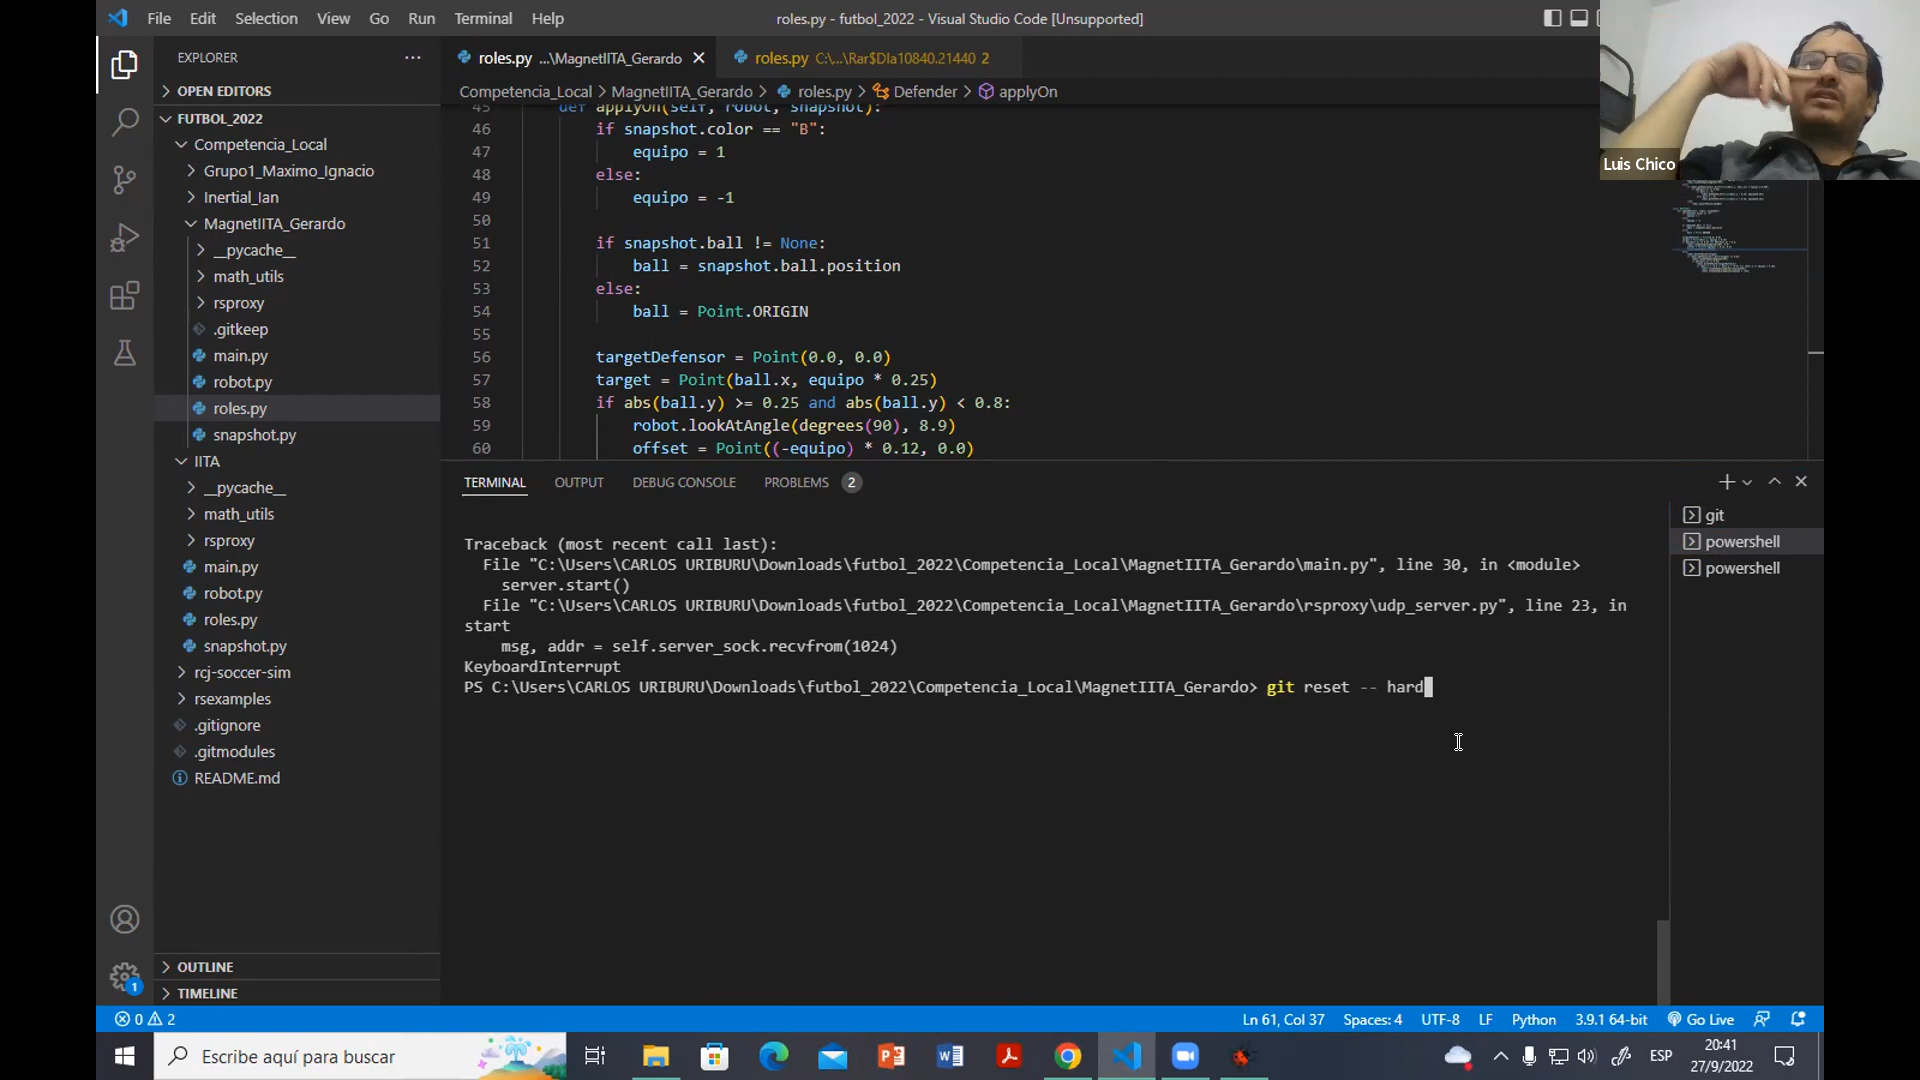 File Edit Selection View Go Run Terminal Help
roles.py - futbol_2022 - Visual Studio Code [Unsupported]
EXPLORER
OPEN EDITORS
FUTBOL_2022
Competencia_Local
Grupo1_Maximo_Ignacio
Inertial_Ian
MagnetIITA_Gerardo
__pycache__
math_utils
rsproxy
.gitkeep
main.py
robot.py
roles.py
snapshot.py
IITA
__pycache__
math_utils
rsproxy
main.py
robot.py
roles.py
snapshot.py
rcj-soccer-sim
rsexamples
.gitignore
.gitmodules
README.md
OUTLINE
TIMELINE
roles.py ...\MagnetIITA_Gerardo
roles.py C:\...\Rar$DIa10840.21440 2
Competencia_Local > MagnetIITA_Gerardo > roles.py > Defender > applyOn
45 def applyOn(self, robot, snapshot):
46 if snapshot.color == "B":
47 equipo = 1
48 else:
49 equipo = -1
50
51 if snapshot.ball != None:
52 ball = snapshot.ball.position
53 else:
54 ball = Point.ORIGIN
55
56 targetDefensor = Point(0.0, 0.0)
57 target = Point(ball.x, equipo * 0.25)
58 if abs(ball.y) >= 0.25 and abs(ball.y) < 0.8:
59 robot.lookAtAngle(degrees(90), 8.9)
60 offset = Point((-equipo) * 0.12, 0.0)
Luis Chico
TERMINAL OUTPUT DEBUG CONSOLE PROBLEMS 2
Traceback (most recent call last):
File "C:\Users\CARLOS URIBURU\Downloads\futbol_2022\Competencia_Local\MagnetIITA_Gerardo\main.py", line 30, in <module>
server.start()
File "C:\Users\CARLOS URIBURU\Downloads\futbol_2022\Competencia_Local\MagnetIITA_Gerardo\rsproxy\udp_server.py", line 23, in
start
msg, addr = self.server_sock.recvfrom(1024)
KeyboardInterrupt
PS C:\Users\CARLOS URIBURU\Downloads\futbol_2022\Competencia_Local\MagnetIITA_Gerardo> git reset -- hard
git
powershell
powershell
1
0 2
Ln 61, Col 37 Spaces: 4 UTF-8 LF Python 3.9.1 64-bit Go Live
Escribe aquí para buscar
ESP
20:41
27/9/2022